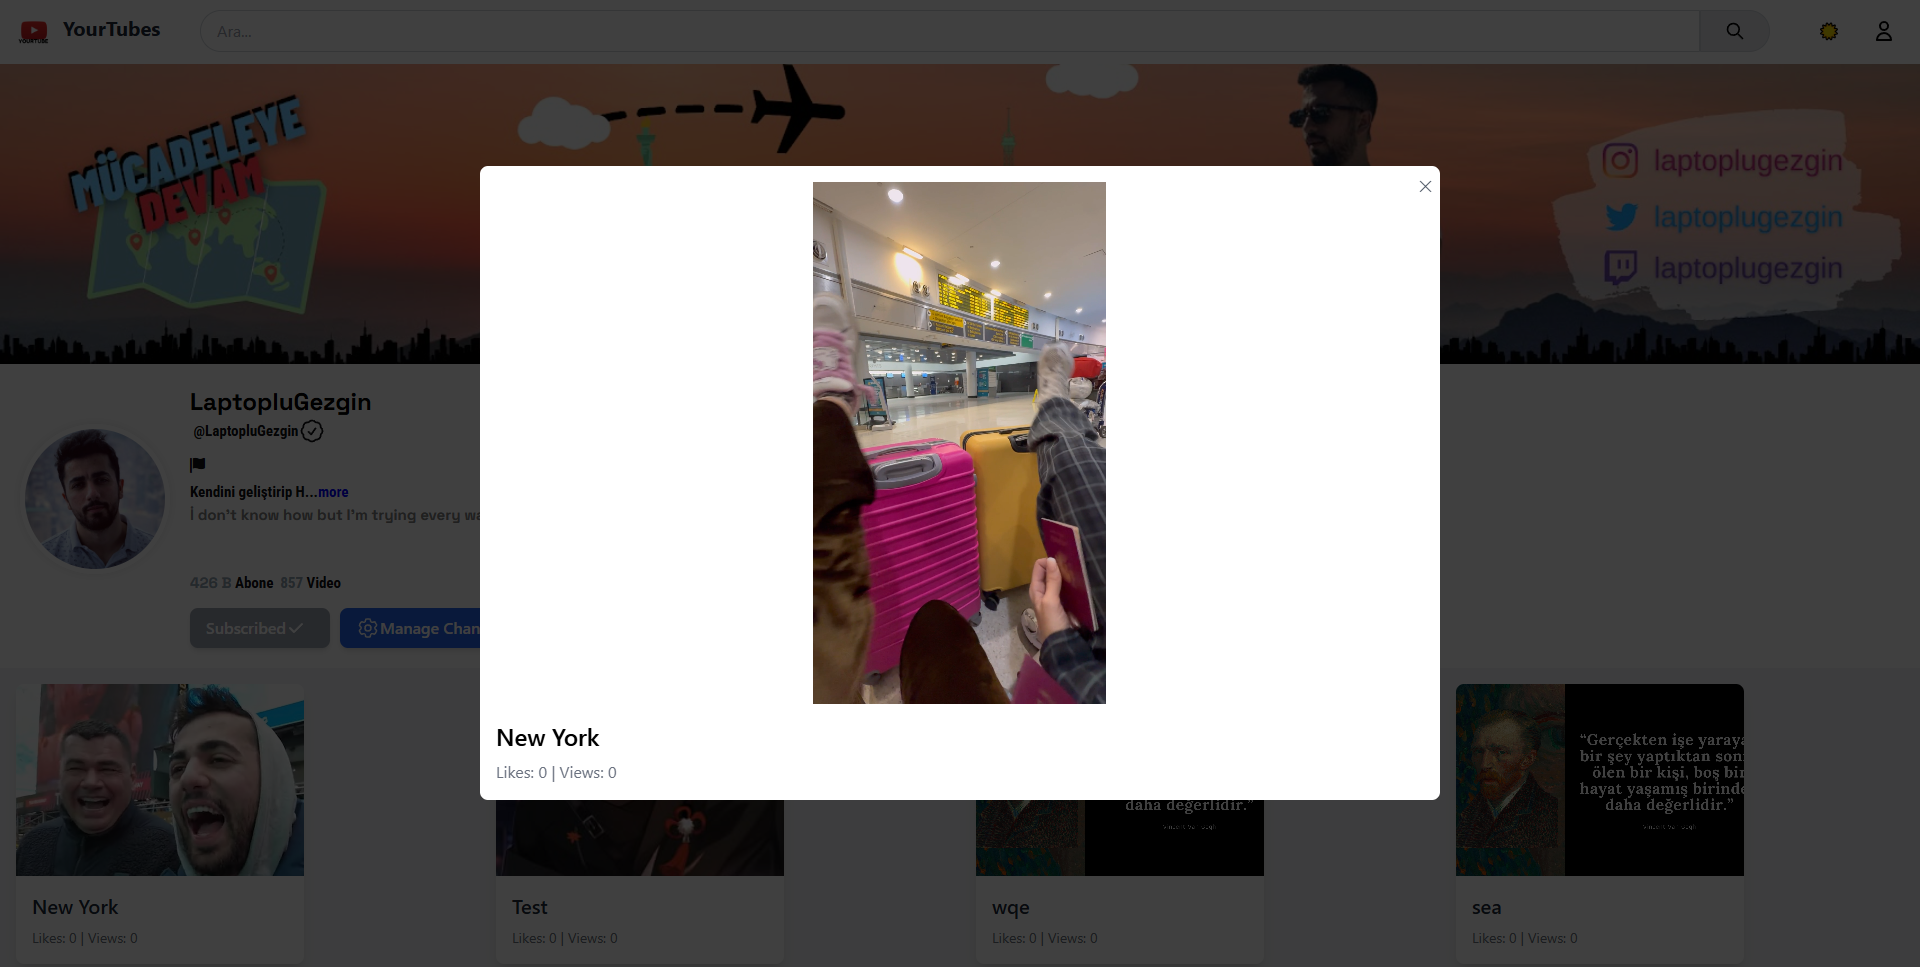 YOURTUBE
YourTubes
Ara...
MÜCADELEYE
DEVAM
laptoplugezgin
laptoplugezgin
laptoplugezgin
LaptopluGezgin
@LaptopluGezgin
Kendini geliştirip H...more
İ don't know how but I'm trying every wa
426 B Abone 857 Video
Subscribed
Manage Chan
New York
Likes: 0 | Views: 0
daha değerlidir.”
“Gerçekten işe yaraya
bir şey yaptıktan son
ölen bir kişi, boş bir
hayat yaşamış birinde
daha değerlidir.”
New York
Likes: 0 | Views: 0
Test
Likes: 0 | Views: 0
wqe
Likes: 0 | Views: 0
sea
Likes: 0 | Views: 0